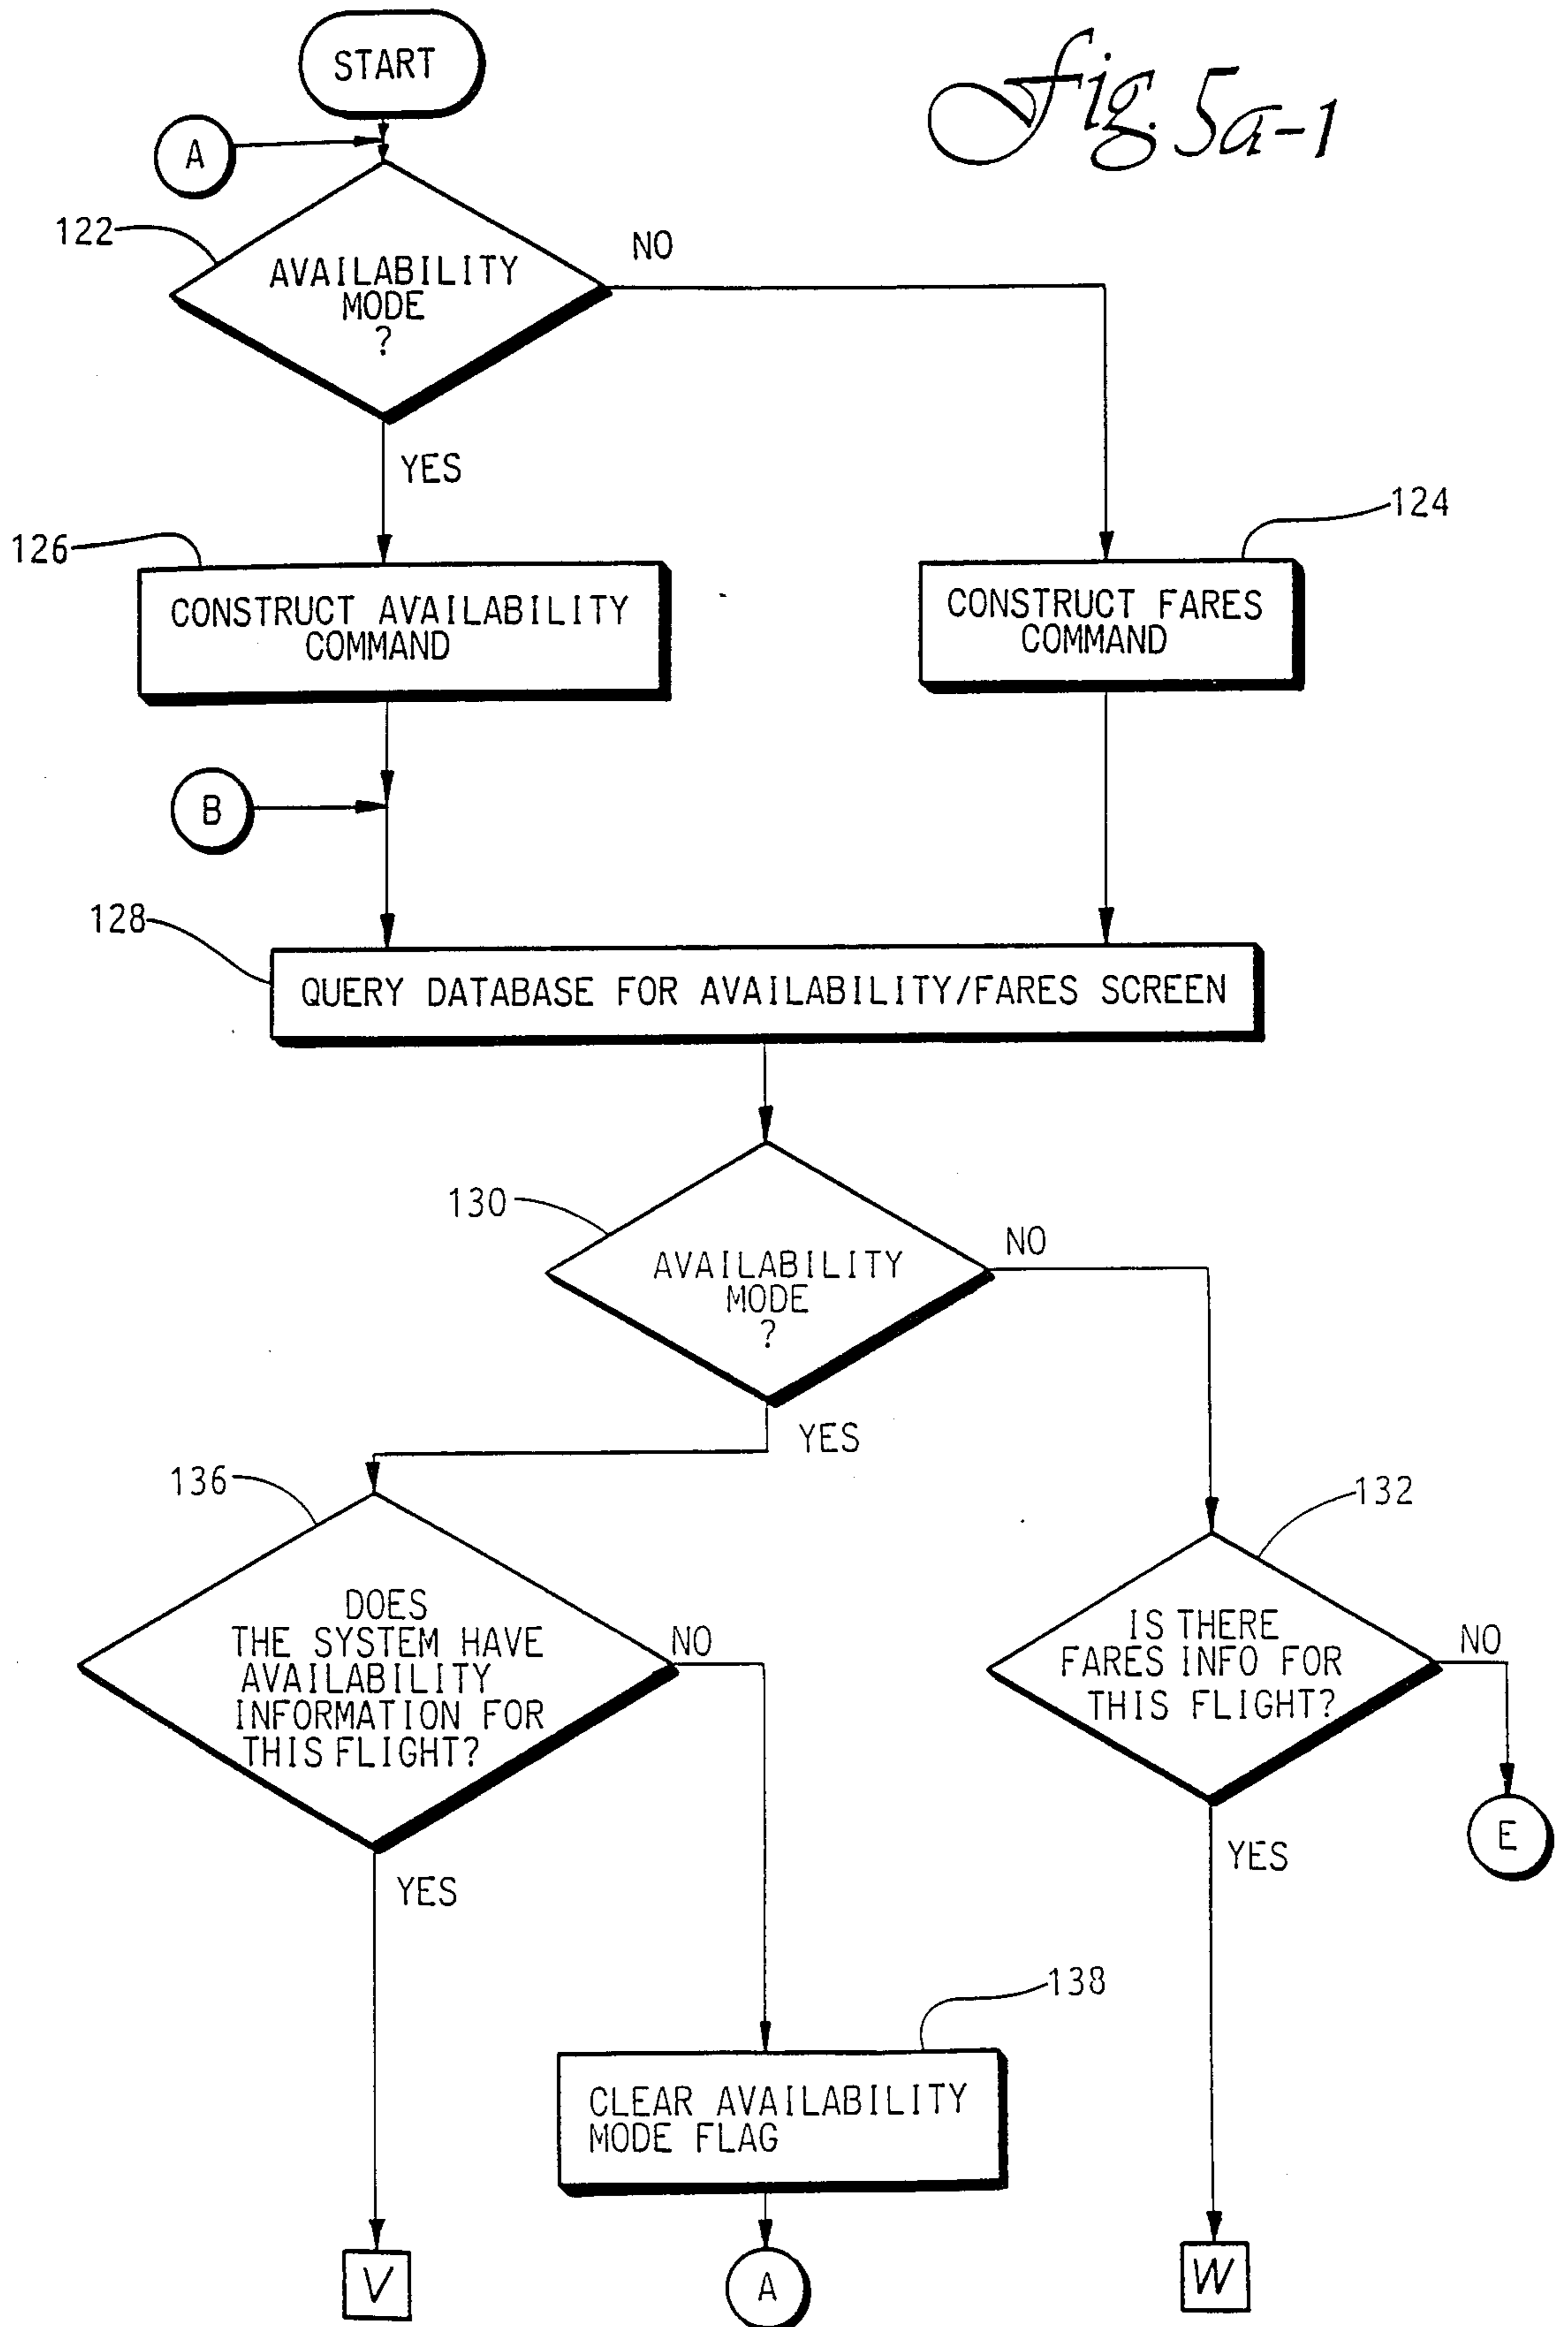 START
Fig. 5a-1
A
122
AVAILABILITY
MODE
?
NO
YES
126
124
CONSTRUCT AVAILABILITY
COMMAND
CONSTRUCT FARES
COMMAND
B
128
QUERY DATABASE FOR AVAILABILITY/FARES SCREEN
130
AVAILABILITY
MODE
?
NO
YES
136
132
DOES
THE SYSTEM HAVE
AVAILABILITY
INFORMATION FOR
THIS FLIGHT?
NO
IS THERE
FARES INFO FOR
THIS FLIGHT?
NO
E
YES
YES
138
CLEAR AVAILABILITY
MODE FLAG
V
A
W